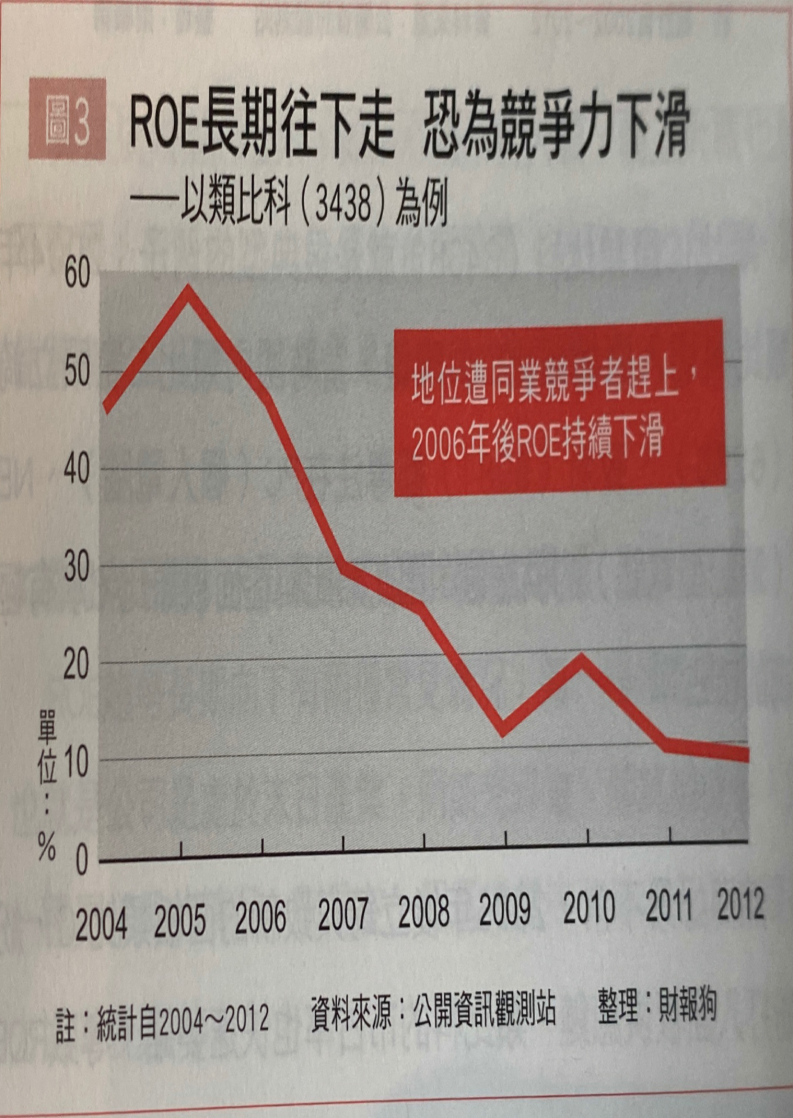 圖3
ROE長期往下走 恐為競爭力下滑
——以類比科(3438)為例
60
50
40
30
20
10
0
單位:%
地位遭同業競爭者趕上,
2006年後ROE持續下滑
2004 2005 2006 2007 2008 2009 2010 2011 2012
註:統計自2004～2012 資料來源:公開資訊觀測站 整理:財報狗